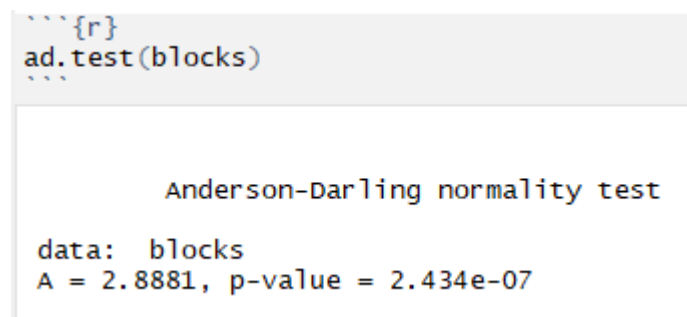 ```{r}
ad.test(blocks)
```
Anderson-Darling normality test
data:  blocks
A = 2.8881, p-value = 2.434e-07